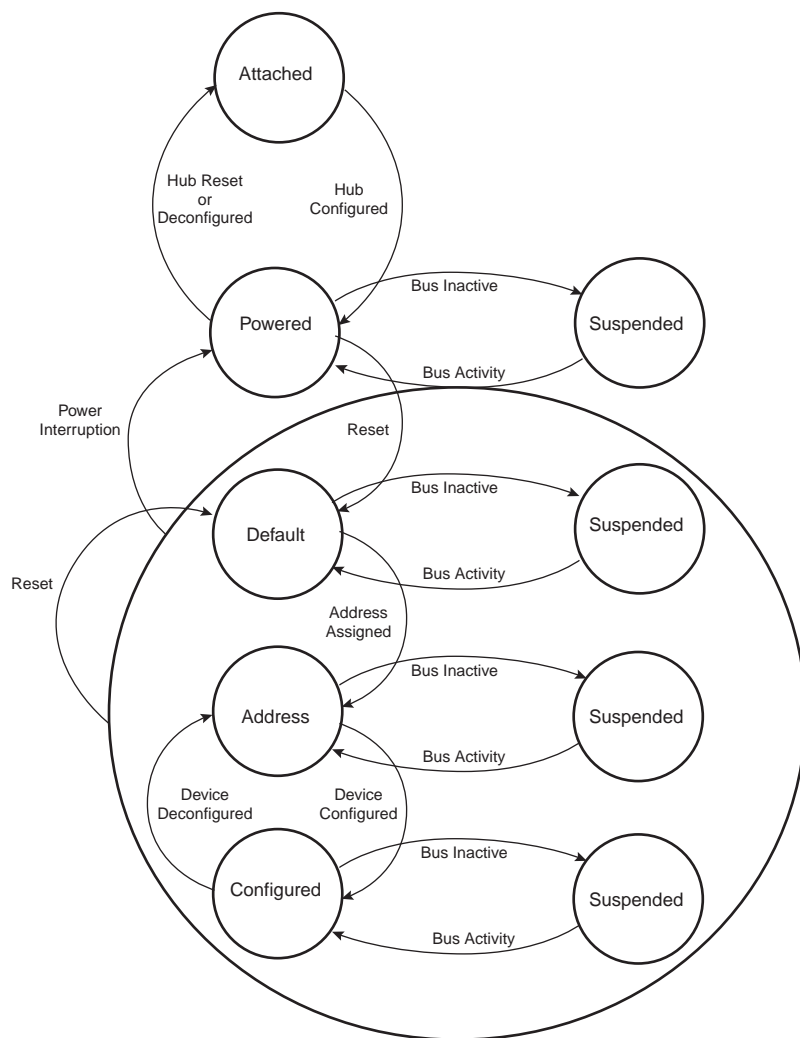 Attached
Hub Reset
or
Deconfigured
Hub
Configured
Bus Inactive
Powered
Suspended
Bus Activity
Power
Interruption
Reset
Bus Inactive
Default
Suspended
Bus Activity
Reset
Address
Assigned
Bus Inactive
Address
Suspended
Bus Activity
Device
Deconfigured
Device
Configured
Bus Inactive
Configured
Suspended
Bus Activity